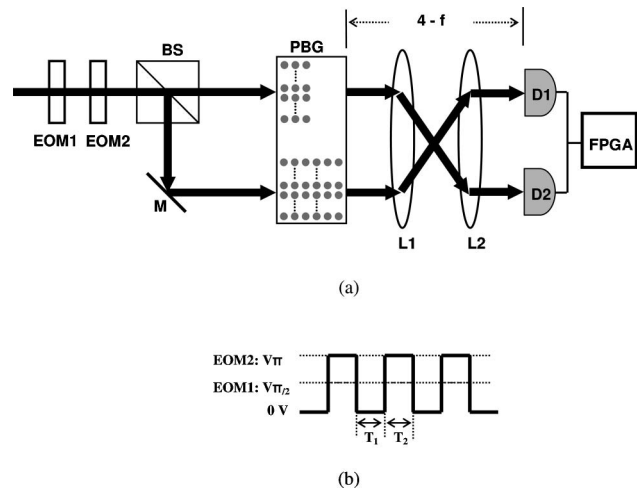 4 - f
BS
PBG
EOM1
EOM2
M
L1
L2
D1
D2
FPGA
(a)
EOM2: Vπ
EOM1: Vπ/2
0 V
T1
T2
(b)